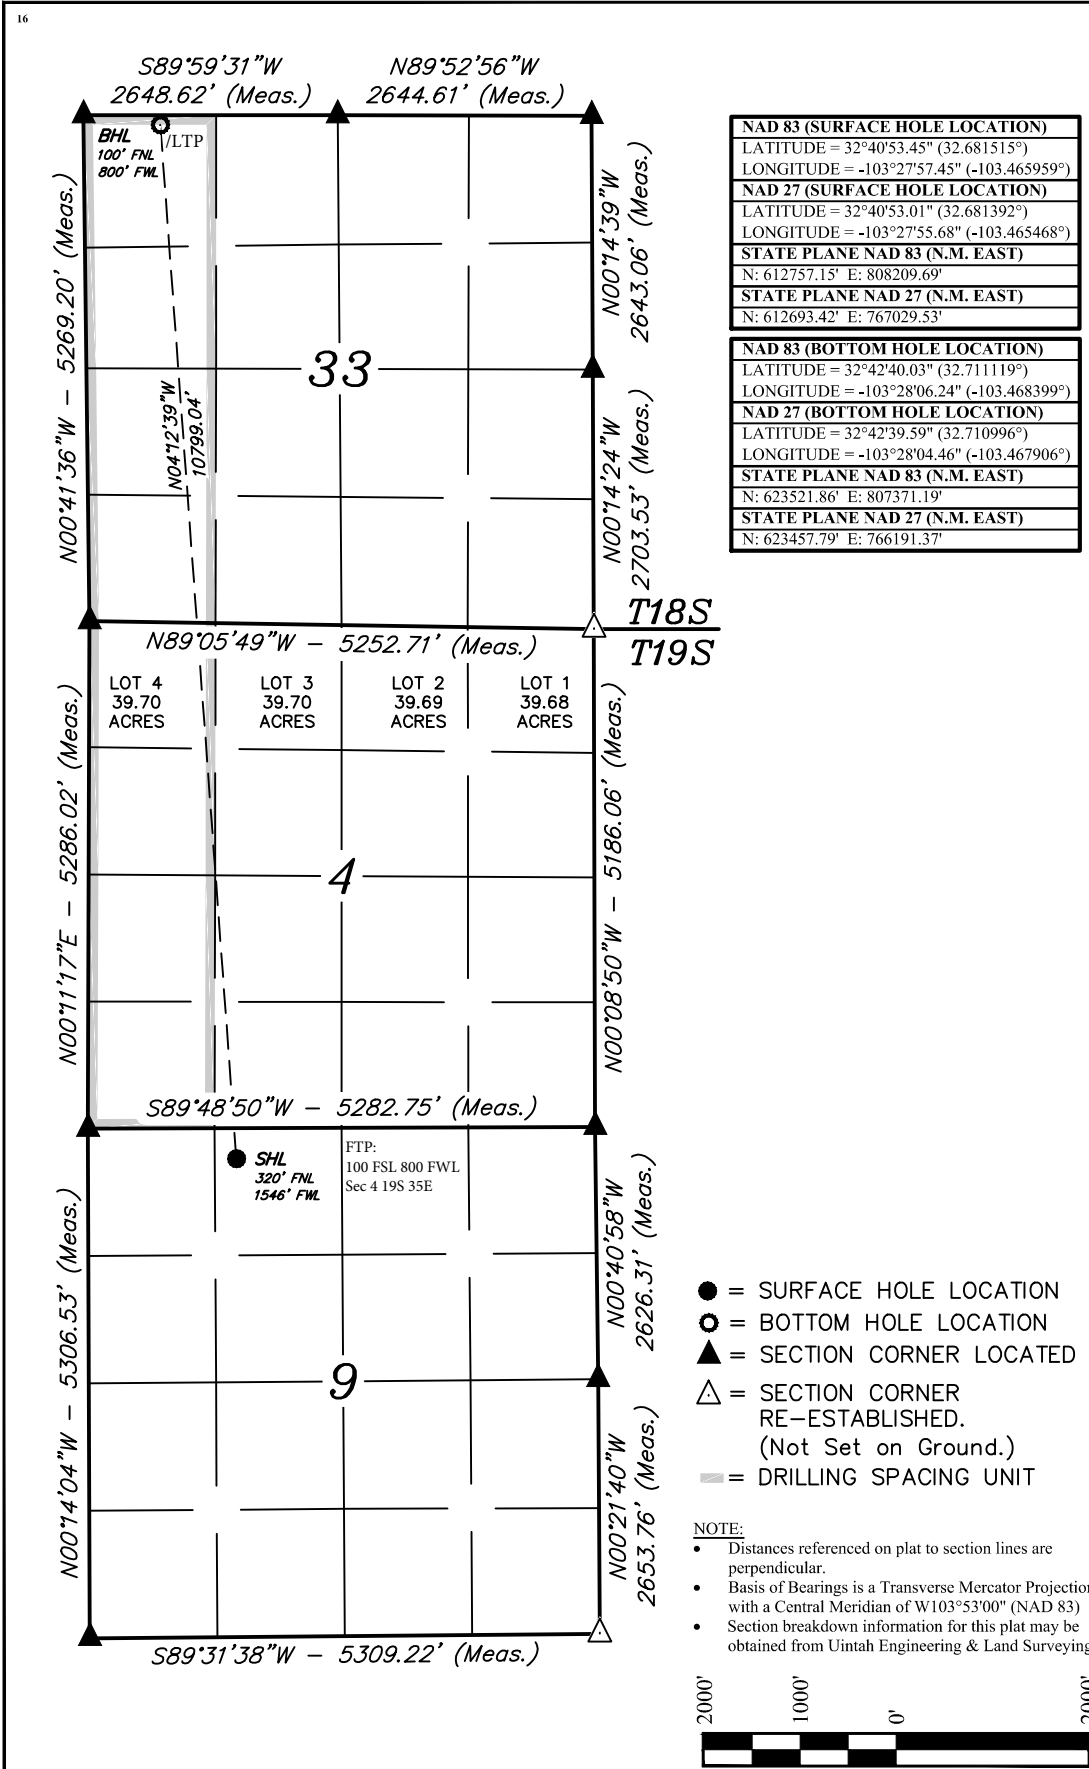 16
S89°59'31"W
2648.62' (Meas.)
N89°52'56"W
2644.61' (Meas.)
BHL
/LTP
100' FNL
800' FWL
N00°41'36"W – 5269.20' (Meas.)
N00°14'39"W
2643.06' (Meas.)
33
N04°12'39"W
10799.04'
N00°14'24"W
2703.53' (Meas.)
T18S
T19S
N89°05'49"W – 5252.71' (Meas.)
LOT 4
39.70
ACRES
LOT 3
39.70
ACRES
LOT 2
39.69
ACRES
LOT 1
39.68
ACRES
N00°11'17"E – 5286.02' (Meas.)
4
N00°08'50"W – 5186.06' (Meas.)
S89°48'50"W – 5282.75' (Meas.)
SHL
320' FNL
1546' FWL
FTP:
100 FSL 800 FWL
Sec 4 19S 35E
N00°14'04"W – 5306.53' (Meas.)
N00°40'58"W
2626.31' (Meas.)
9
N00°21'40"W
2653.76' (Meas.)
S89°31'38"W – 5309.22' (Meas.)
NAD 83 (SURFACE HOLE LOCATION)
LATITUDE = 32°40'53.45" (32.681515°)
LONGITUDE = -103°27'57.45" (-103.465959°)
NAD 27 (SURFACE HOLE LOCATION)
LATITUDE = 32°40'53.01" (32.681392°)
LONGITUDE = -103°27'55.68" (-103.465468°)
STATE PLANE NAD 83 (N.M. EAST)
N: 612757.15' E: 808209.69'
STATE PLANE NAD 27 (N.M. EAST)
N: 612693.42' E: 767029.53'
NAD 83 (BOTTOM HOLE LOCATION)
LATITUDE = 32°42'40.03" (32.711119°)
LONGITUDE = -103°28'06.24" (-103.468399°)
NAD 27 (BOTTOM HOLE LOCATION)
LATITUDE = 32°42'39.59" (32.710996°)
LONGITUDE = -103°28'04.46" (-103.467906°)
STATE PLANE NAD 83 (N.M. EAST)
N: 623521.86' E: 807371.19'
STATE PLANE NAD 27 (N.M. EAST)
N: 623457.79' E: 766191.37'
= SURFACE HOLE LOCATION
= BOTTOM HOLE LOCATION
= SECTION CORNER LOCATED
= SECTION CORNER
RE-ESTABLISHED.
(Not Set on Ground.)
= DRILLING SPACING UNIT
NOTE:
• Distances referenced on plat to section lines are
perpendicular.
• Basis of Bearings is a Transverse Mercator Projection
with a Central Meridian of W103°53'00" (NAD 83)
• Section breakdown information for this plat may be
obtained from Uintah Engineering & Land Surveying
2000' 1000' 0' 2000'